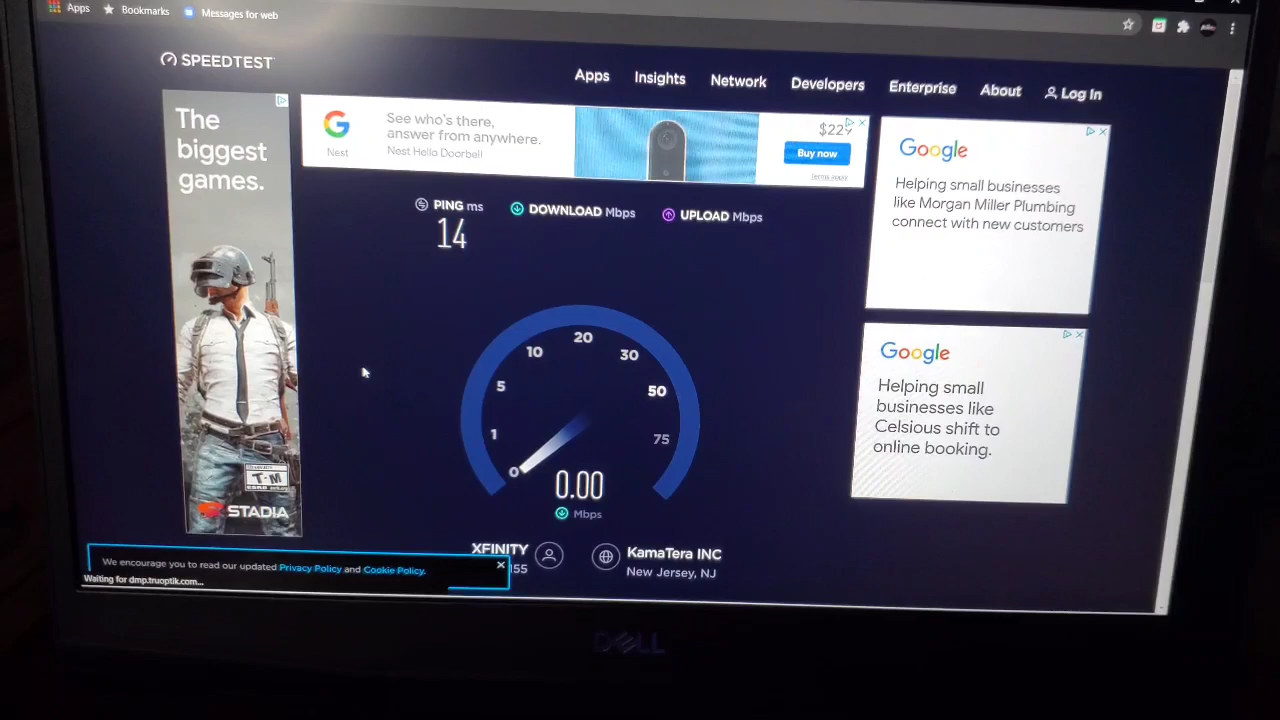 Apps Bookmarks Messages for web
SPEEDTEST
Apps Insights Network Developers Enterprise About Log In
The
biggest
games.
STADIA
Nest
See who's there,
answer from anywhere.
Nest Hello Doorbell
$229
Buy now
Terms apply
Google
Helping small businesses
like Morgan Miller Plumbing
connect with new customers
PING ms DOWNLOAD Mbps UPLOAD Mbps
14
0
1
5
10
20
30
50
75
0.00
Mbps
Google
Helping small
businesses like
Celsious shift to
online booking.
XFINITY
155
KamaTera INC
New Jersey, NJ
We encourage you to read our updated Privacy Policy and Cookie Policy.
Waiting for dmp.truoptik.com...
DELL